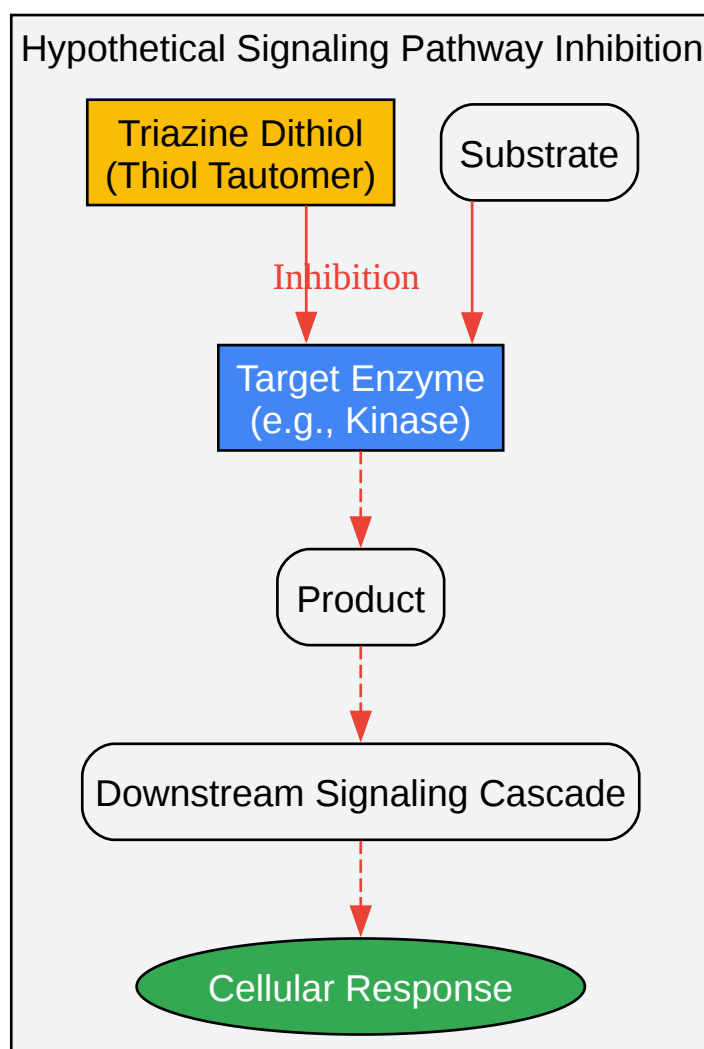 Hypothetical Signaling Pathway Inhibition
Triazine Dithiol
(Thiol Tautomer)
Substrate
Inhibition
Target Enzyme
(e.g., Kinase)
Product
Downstream Signaling Cascade
Cellular Response